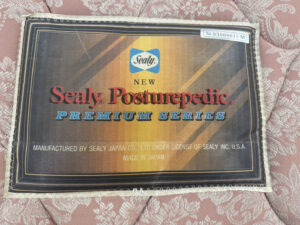 Sealy
NEW
Sealy Posturepedic
PREMIUM SERIES
MANUFACTURED BY SEALY JAPAN CO., LTD UNDER LICENSE OF SEALY INC. U.S.A
MADE IN JAPAN